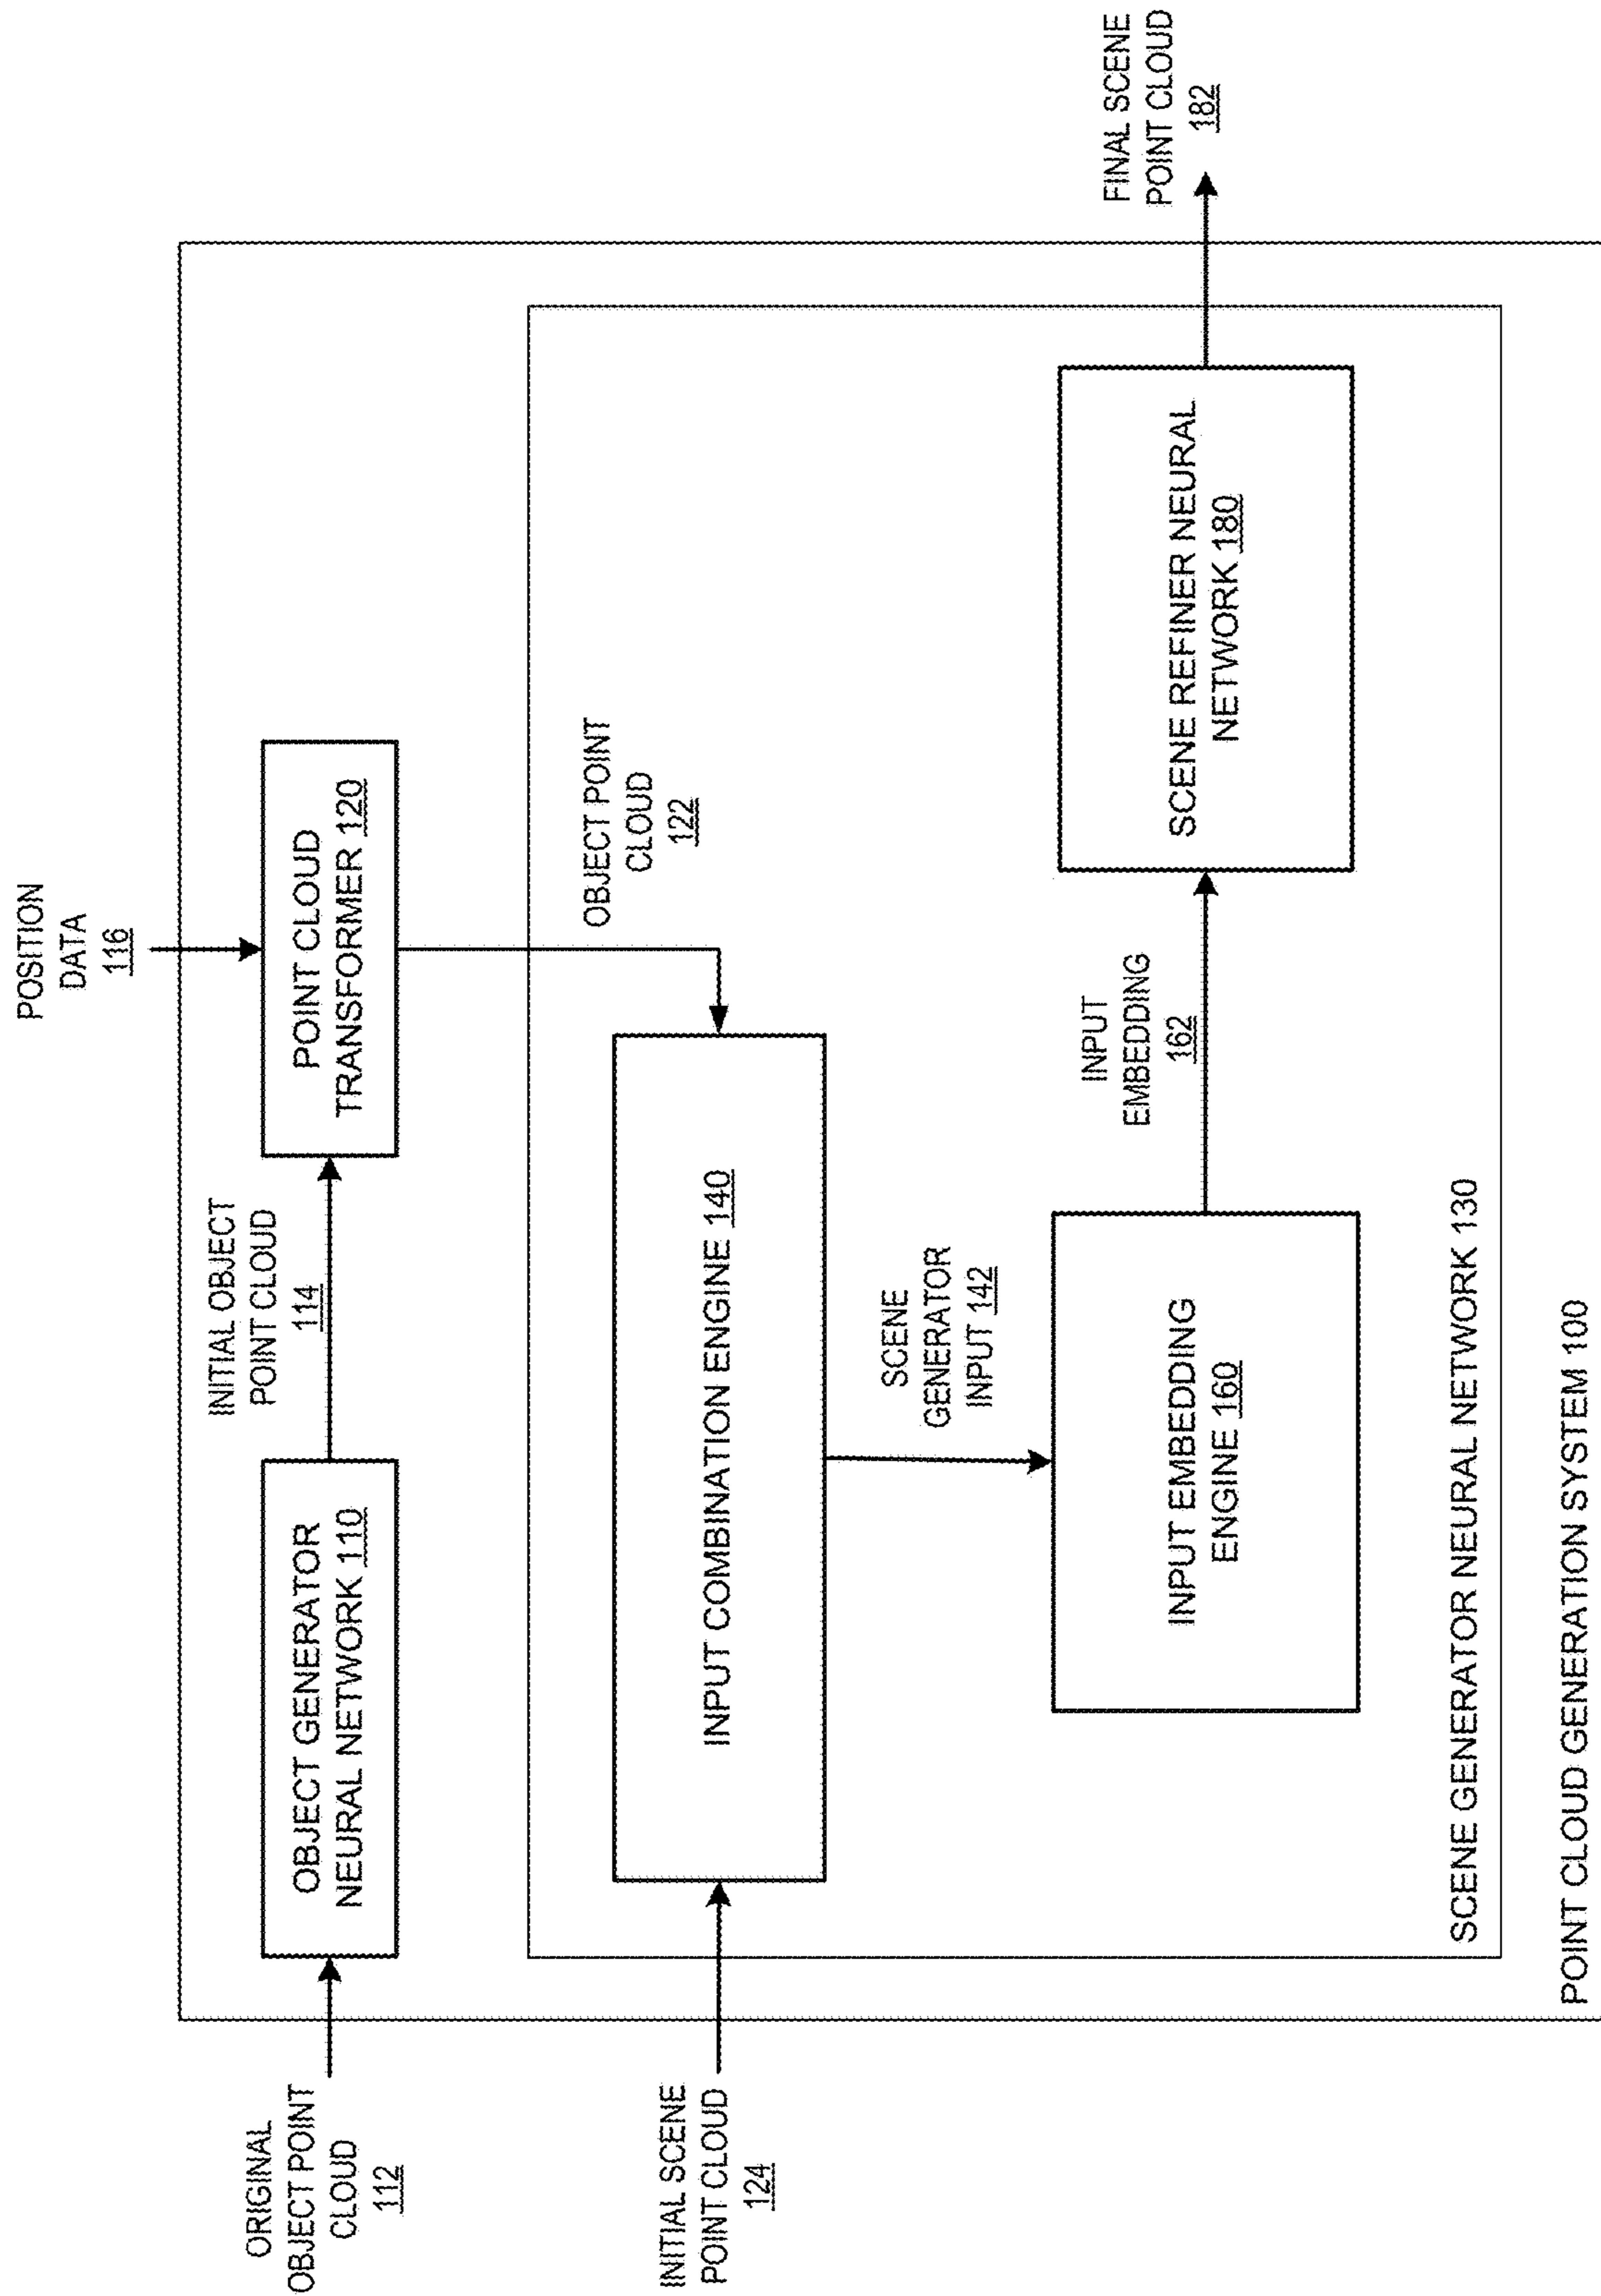 POSITION
DATA
116
ORIGINAL
OBJECT POINT
CLOUD
112
OBJECT GENERATOR
NEURAL NETWORK 110
INITIAL OBJECT
POINT CLOUD
114
POINT CLOUD
TRANSFORMER 120
OBJECT POINT
CLOUD
122
INITIAL SCENE
POINT CLOUD
124
INPUT COMBINATION ENGINE 140
SCENE
GENERATOR
INPUT 142
INPUT EMBEDDING
ENGINE 160
INPUT
EMBEDDING
162
SCENE REFINER NEURAL
NETWORK 180
FINAL SCENE
POINT CLOUD
182
SCENE GENERATOR NEURAL NETWORK 130
POINT CLOUD GENERATION SYSTEM 100